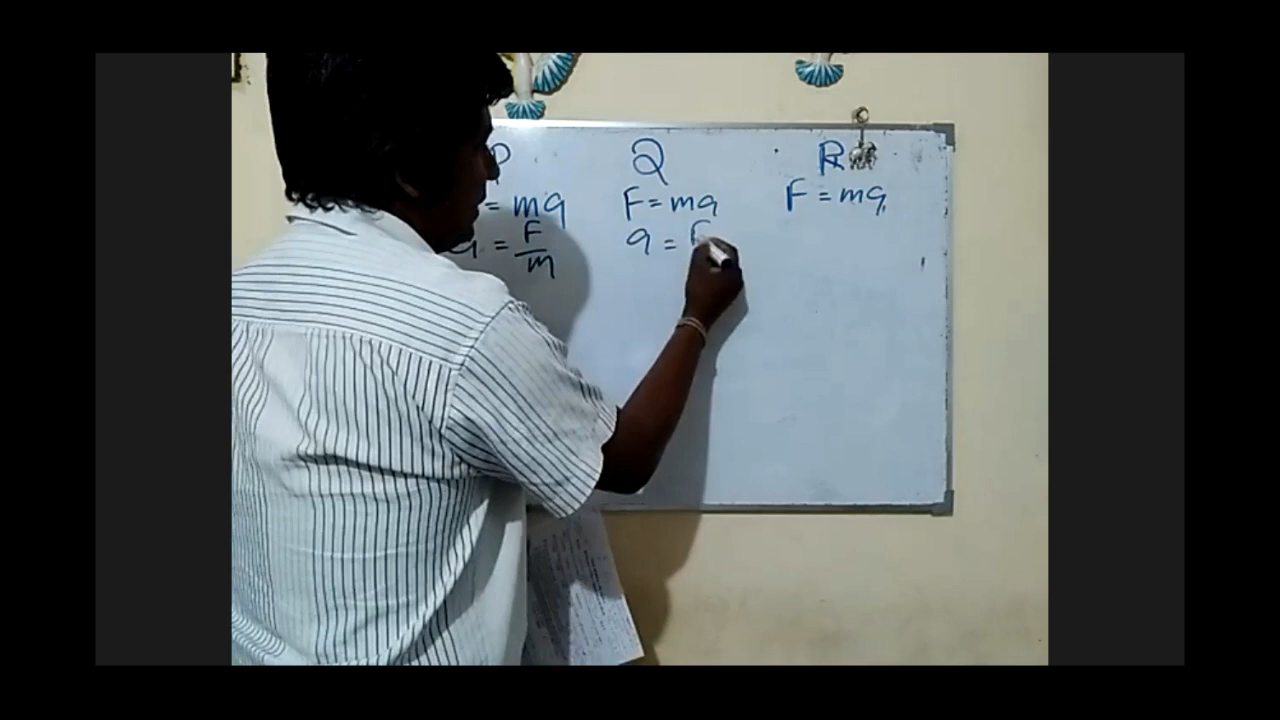 P Q R
= ma F = ma F = ma
a = F/m a = F